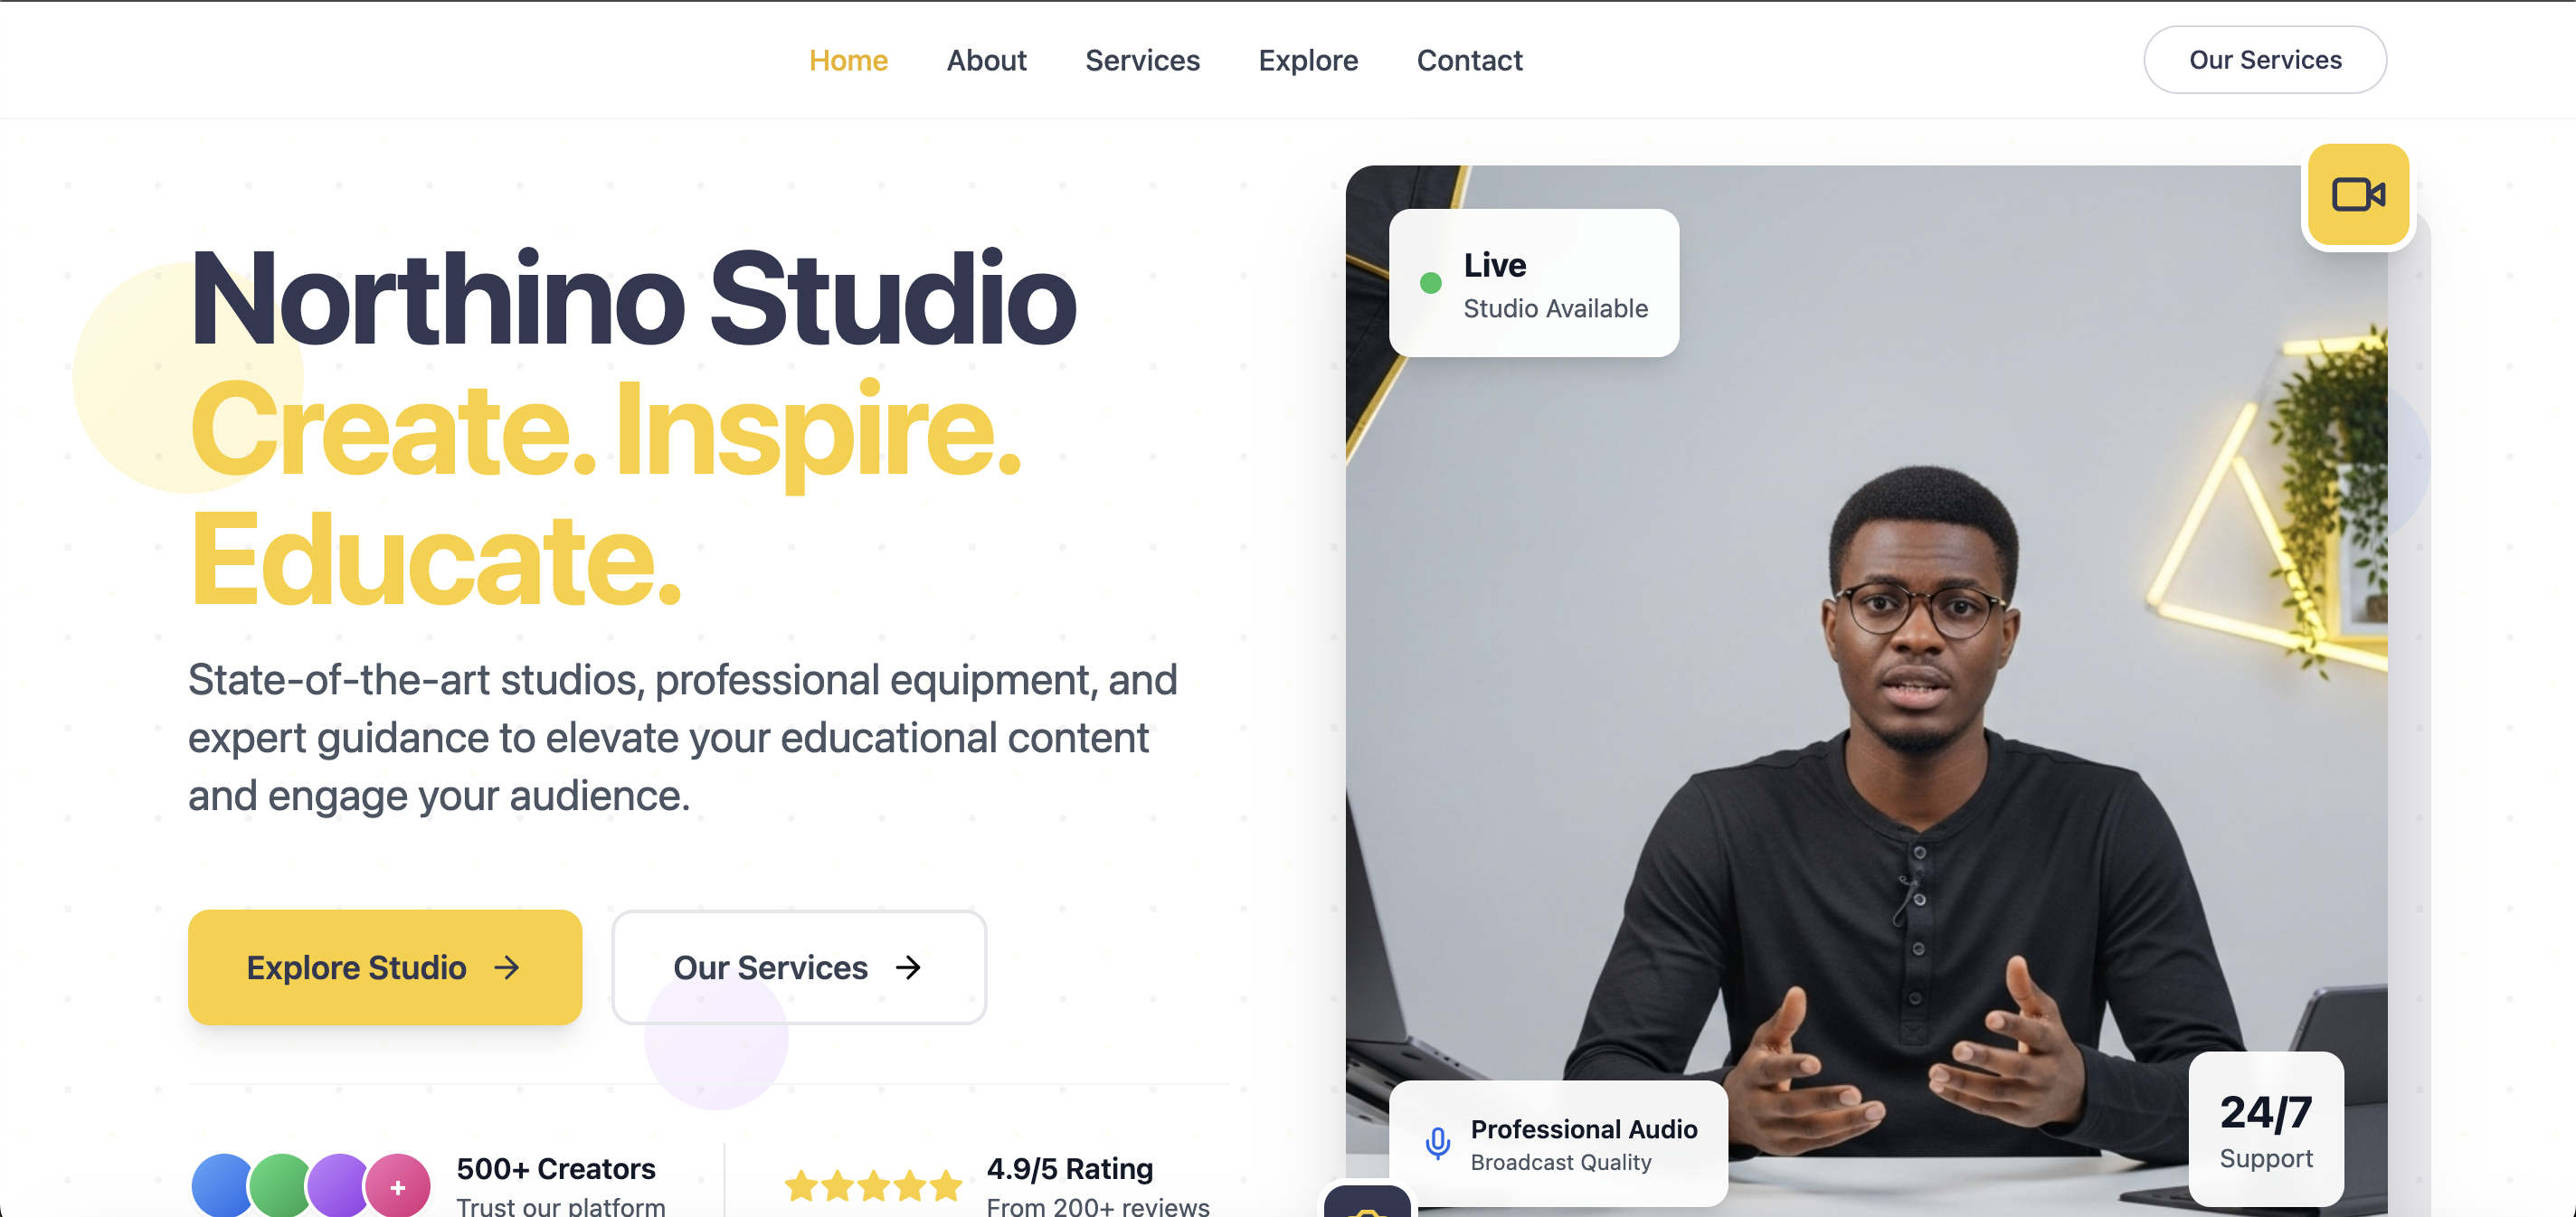 Home About Services Explore Contact Our Services
Northino Studio
Create. Inspire.
Educate.
State-of-the-art studios, professional equipment, and
expert guidance to elevate your educational content
and engage your audience.
Explore Studio →
Our Services →
+
500+ Creators
Trust our platform
4.9/5 Rating
From 200+ reviews
Live
Studio Available
Professional Audio
Broadcast Quality
24/7
Support